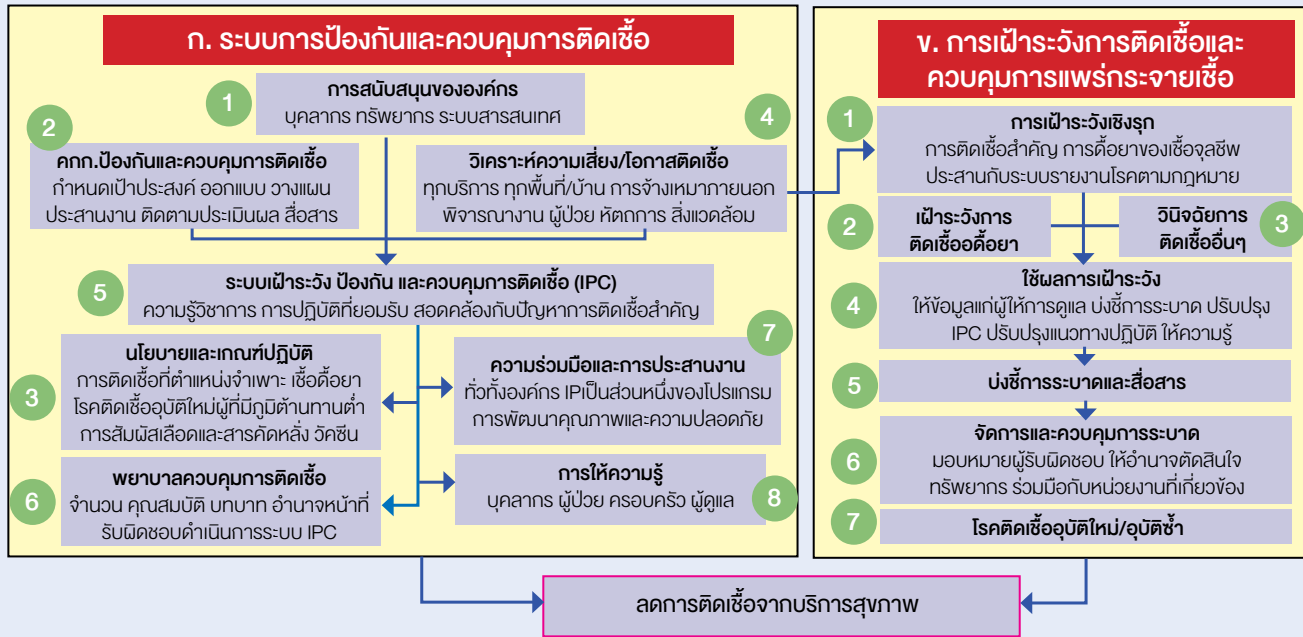 ก. ระบบการป้องกันและควบคุมการติดเชื้อ
1
การสนับสนุนขององค์กร
บุคลากร ทรัพยากร ระบบสารสนเทศ
2
คกก.ป้องกันและควบคุมการติดเชื้อ
กำหนดเป้าประสงค์ ออกแบบ วางแผน
ประสานงาน ติดตามประเมินผล สื่อสาร
4
วิเคราะห์ความเสี่ยง/โอกาสติดเชื้อ
ทุกบริการ ทุกพื้นที่/บ้าน การจ้างเหมาภายนอก
พิจารณางาน ผู้ป่วย หัตถการ สิ่งแวดล้อม
5
ระบบเฝ้าระวัง ป้องกัน และควบคุมการติดเชื้อ (IPC)
ความรู้วิชาการ การปฏิบัติที่ยอมรับ สอดคล้องกับปัญหาการติดเชื้อสำคัญ
3
นโยบายและเกณฑ์ปฏิบัติ
การติดเชื้อที่ตำแหน่งจำเพาะ เชื้อดื้อยา
โรคติดเชื้ออุบัติใหม่ผู้ที่มีภูมิต้านทานต่ำ
การสัมผัสเลือดและสารคัดหลั่ง วัคซีน
7
ความร่วมมือและการประสานงาน
ทั่วทั้งองค์กร IPเป็นส่วนหนึ่งของโปรแกรม
การพัฒนาคุณภาพและความปลอดภัย
6
พยาบาลควบคุมการติดเชื้อ
จำนวน คุณสมบัติ บทบาท อำนาจหน้าที่
รับผิดชอบดำเนินการระบบ IPC
การให้ความรู้
บุคลากร ผู้ป่วย ครอบครัว ผู้ดูแล
8
ข. การเฝ้าระวังการติดเชื้อและ
ควบคุมการแพร่กระจายเชื้อ
1
การเฝ้าระวังเชิงรุก
การติดเชื้อสำคัญ การดื้อยาของเชื้อจุลชีพ
ประสานกับระบบรายงานโรคตามกฎหมาย
2
เฝ้าระวังการ
ติดเชื้ออดื้อยา
วินิจฉัยการ
ติดเชื้ออื่นๆ
3
4
ใช้ผลการเฝ้าระวัง
ให้ข้อมูลแก่ผู้ให้การดูแล บ่งชี้การระบาด ปรับปรุง
IPC ปรับปรุงแนวทางปฏิบัติ ให้ความรู้
5
บ่งชี้การระบาดและสื่อสาร
6
จัดการและควบคุมการระบาด
มอบหมายผู้รับผิดชอบ ให้อำนาจตัดสินใจ
ทรัพยากร ร่วมมือกับหน่วยงานที่เกี่ยวข้อง
7
โรคติดเชื้ออุบัติใหม่/อุบัติซ้ำ
ลดการติดเชื้อจากบริการสุขภาพ